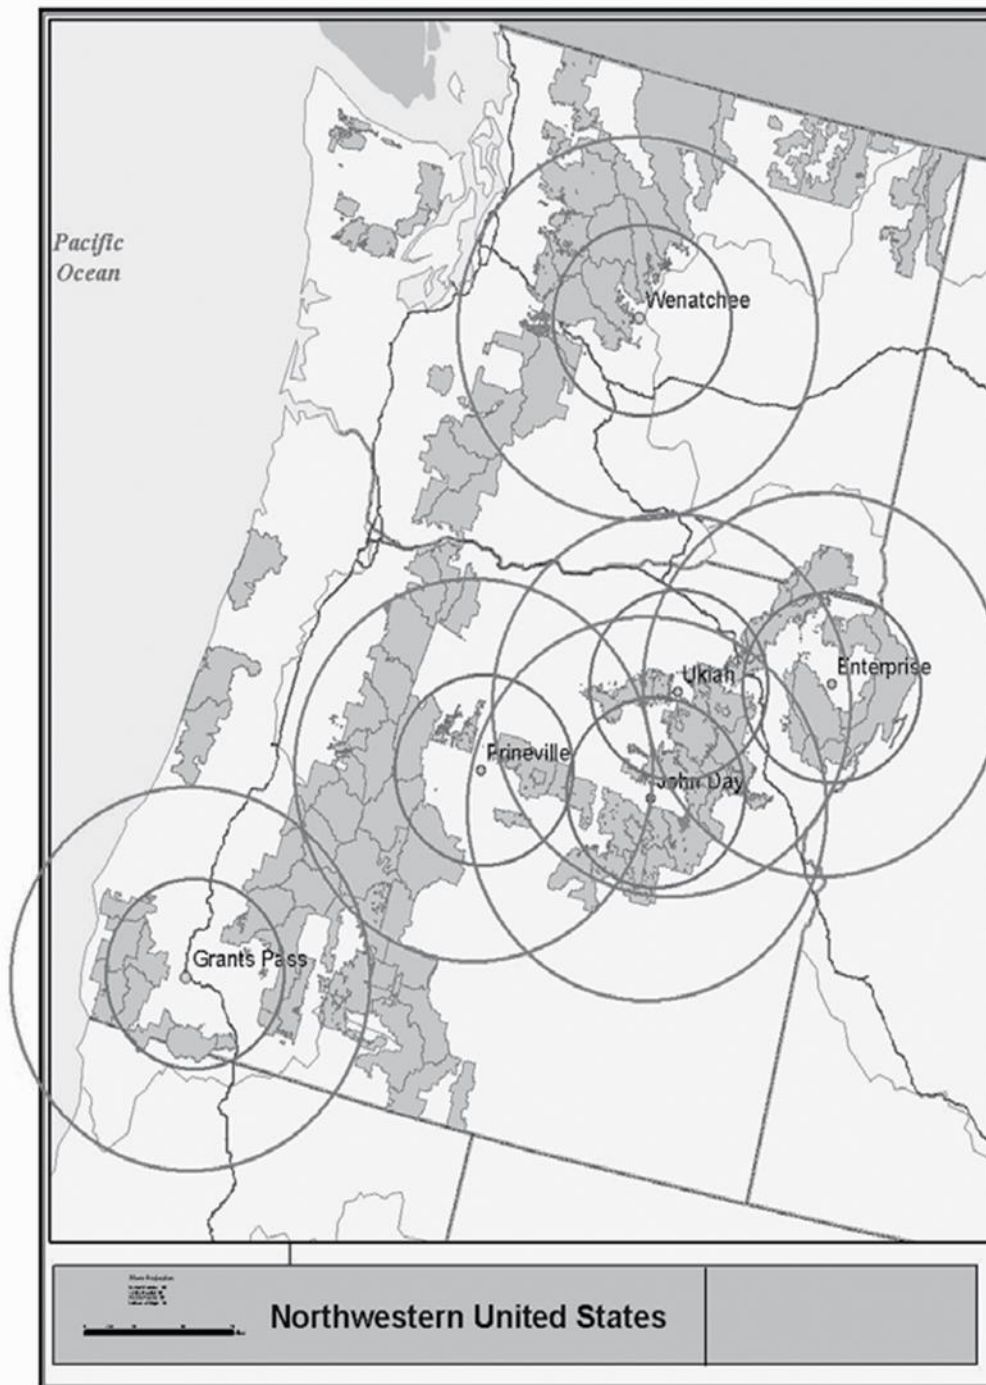 Pacific
Ocean
Wenatchee
Ukiah
Enterprise
Prineville
John Day
Grants Pass
Northwestern United States